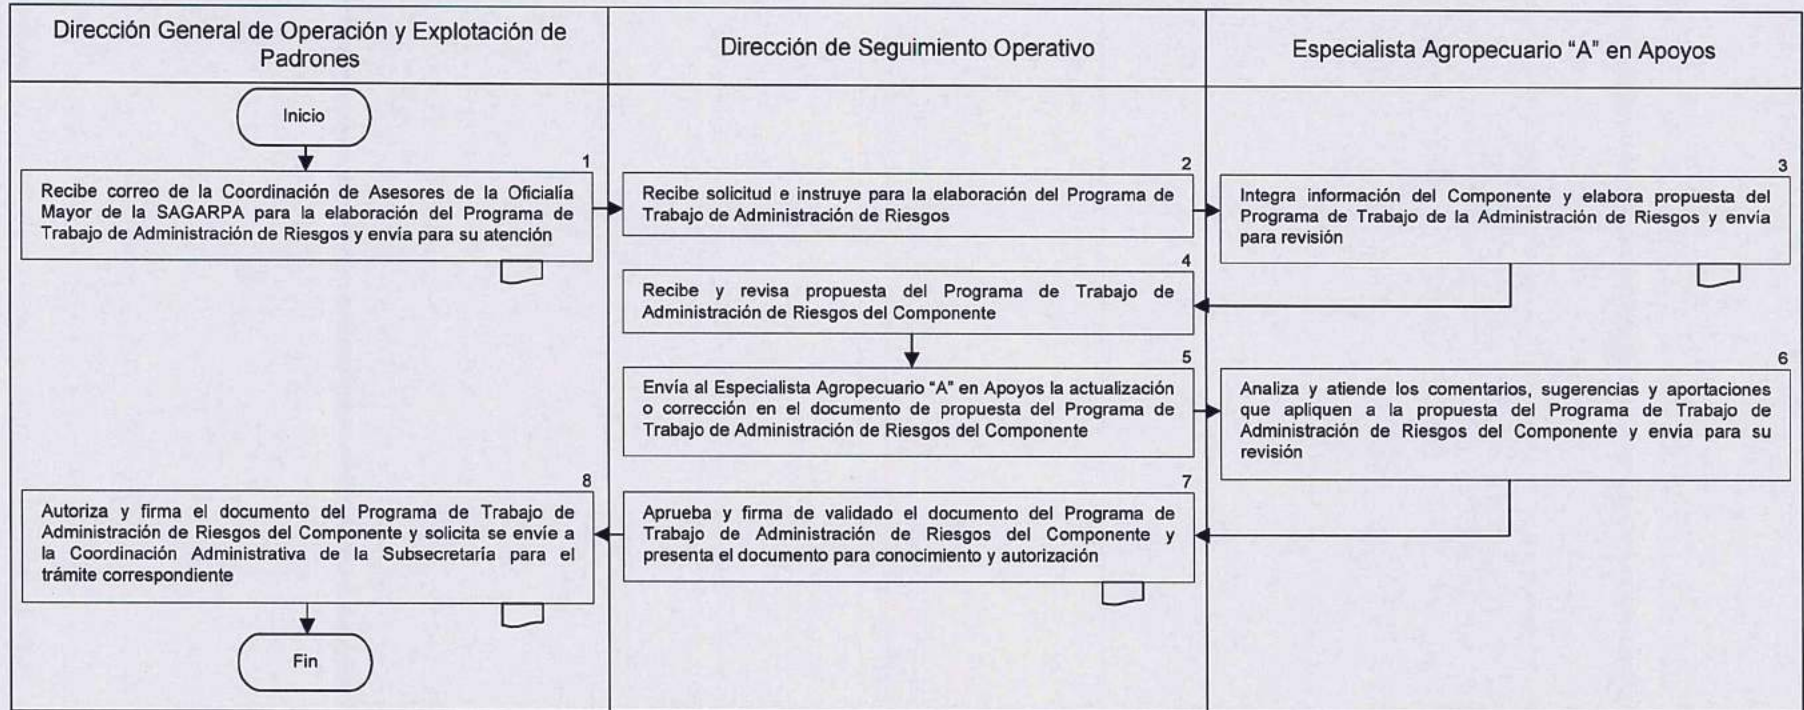 Dirección General de Operación y Explotación de
Padrones
Dirección de Seguimiento Operativo
Especialista Agropecuario “A” en Apoyos
Inicio
1
Recibe correo de la Coordinación de Asesores de la Oficialía
Mayor de la SAGARPA para la elaboración del Programa de
Trabajo de Administración de Riesgos y envía para su atención
2
Recibe solicitud e instruye para la elaboración del Programa de
Trabajo de Administración de Riesgos
3
Integra información del Componente y elabora propuesta del
Programa de Trabajo de la Administración de Riesgos y envía
para revisión
4
Recibe y revisa propuesta del Programa de Trabajo de
Administración de Riesgos del Componente
5
Envía al Especialista Agropecuario “A” en Apoyos la actualización
o corrección en el documento de propuesta del Programa de
Trabajo de Administración de Riesgos del Componente
6
Analiza y atiende los comentarios, sugerencias y aportaciones
que apliquen a la propuesta del Programa de Trabajo de
Administración de Riesgos del Componente y envía para su
revisión
7
Aprueba y firma de validado el documento del Programa de
Trabajo de Administración de Riesgos del Componente y
presenta el documento para conocimiento y autorización
8
Autoriza y firma el documento del Programa de Trabajo de
Administración de Riesgos del Componente y solicita se envíe a
la Coordinación Administrativa de la Subsecretaría para el
trámite correspondiente
Fin